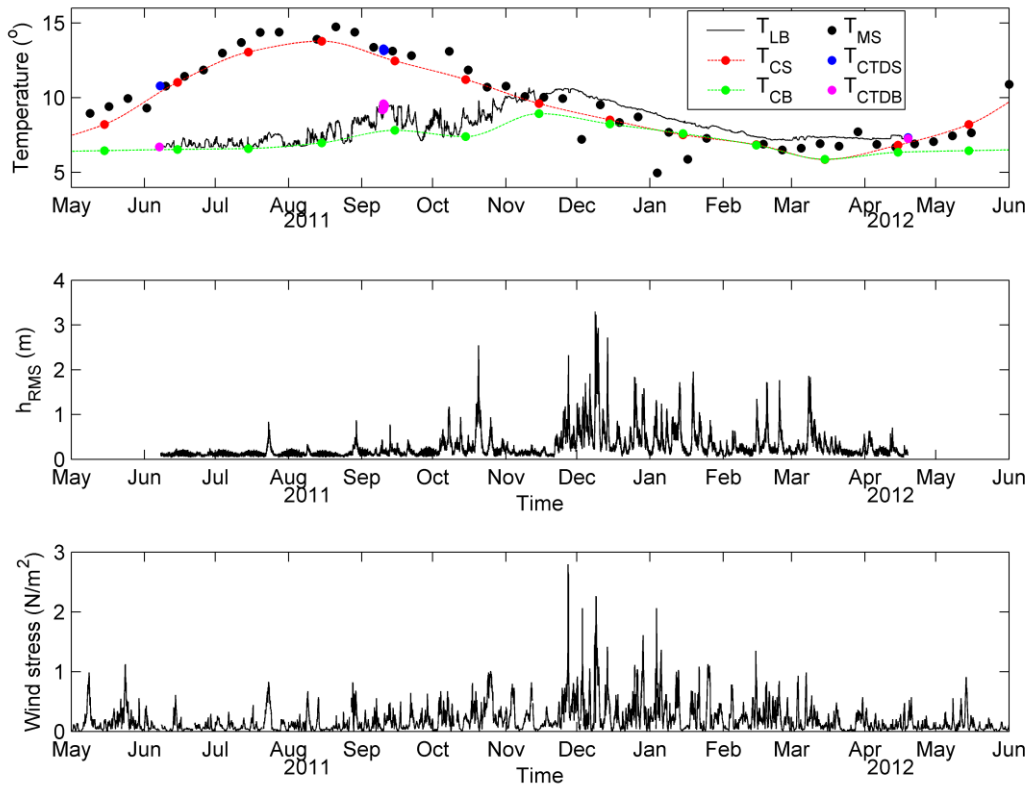 Temperature (°)
15
10
5
T_LB T_MS
T_CS T_CTDS
T_CB T_CTDB
May Jun Jul Aug Sep Oct Nov Dec Jan Feb Mar Apr May Jun
2011 2012
h_RMS (m)
4
3
2
1
0
May Jun Jul Aug Sep Oct Nov Dec Jan Feb Mar Apr May Jun
2011 2012
Time
Wind stress (N/m²)
3
2
1
0
May Jun Jul Aug Sep Oct Nov Dec Jan Feb Mar Apr May Jun
2011 2012
Time